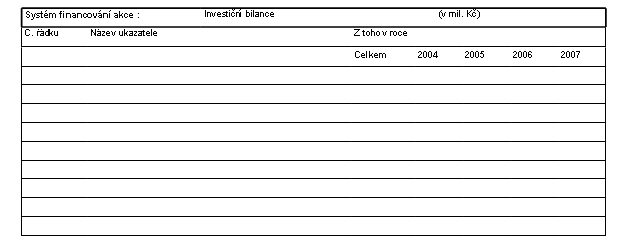 Systém financování akce : Investiční bilance (v mil. Kč)
C. řádku Název ukazatele Z toho v roce
Celkem 2004 2005 2006 2007